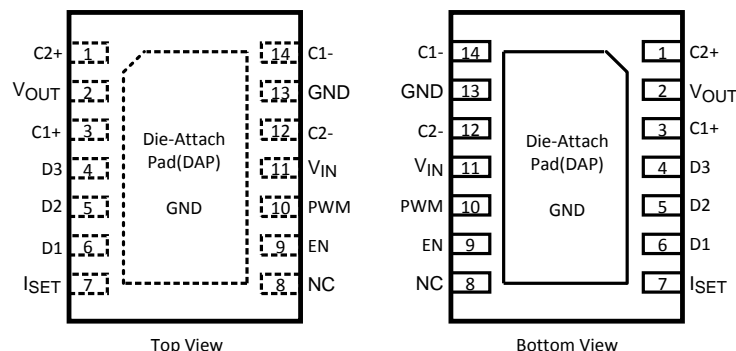 C2+ 1 14 C1-
VOUT 2 13 GND
C1+ 3 12 C2-
D3 4 11 VIN
D2 5 10 PWM
D1 6 9 EN
ISET 7 8 NC
Die-Attach
Pad(DAP)
GND
Top View
C1- 14 1 C2+
GND 13 2 VOUT
C2- 12 3 C1+
VIN 11 4 D3
PWM 10 5 D2
EN 9 6 D1
NC 8 7 ISET
Die-Attach
Pad(DAP)
GND
Bottom View